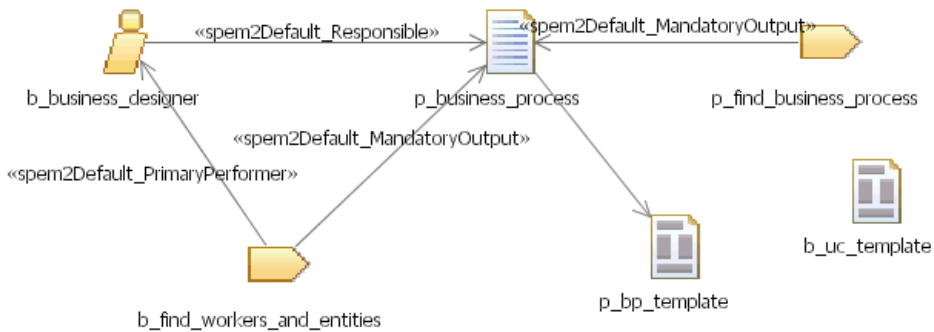 «spem2Default_Responsible»
«spem2Default_MandatoryOutput»
b_business_designer
p_business_process
p_find_business_process
«spem2Default_MandatoryOutput»
«spem2Default_PrimaryPerformer»
b_uc_template
p_bp_template
b_find_workers_and_entities